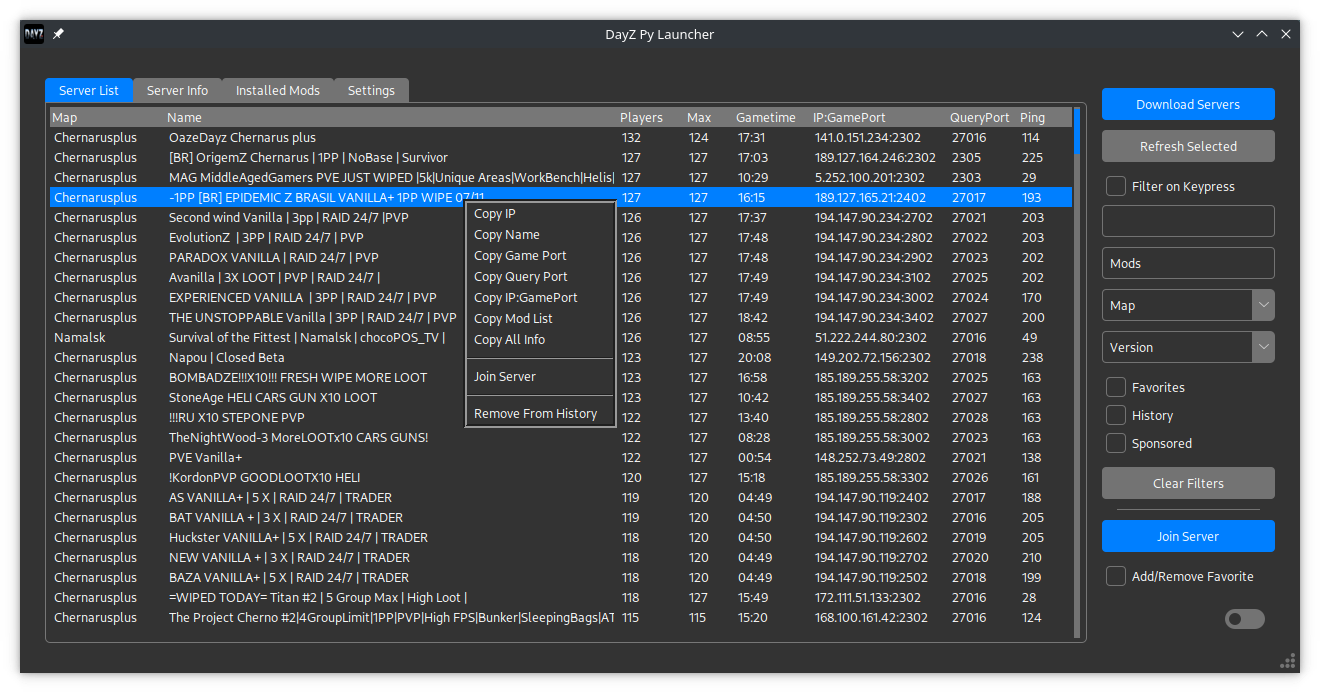 DAYZ
DayZ Py Launcher
Server List Server Info Installed Mods Settings
Map Name Players Max Gametime IP:GamePort QueryPort Ping
Chernarusplus OazeDayz Chernarus plus 132 124 17:31 141.0.151.234:2302 27016 114
Chernarusplus [BR] OrigemZ Chernarus | 1PP | NoBase | Survivor 127 127 17:03 189.127.164.246:2302 2305 225
Chernarusplus MAG MiddleAgedGamers PVE JUST WIPED |5k|Unique Areas|WorkBench|Helis| 127 127 10:29 5.252.100.201:2302 2303 29
Chernarusplus -1PP [BR] EPIDEMIC Z BRASIL VANILLA+ 1PP WIPE 07/11 127 127 16:15 189.127.165.21:2402 27017 193
Chernarusplus Second wind Vanilla | 3pp | RAID 24/7 |PVP 126 127 17:37 194.147.90.234:2702 27021 203
Chernarusplus EvolutionZ | 3PP | RAID 24/7 | PVP 126 127 17:48 194.147.90.234:2802 27022 203
Chernarusplus PARADOX VANILLA | RAID 24/7 | PVP 126 127 17:48 194.147.90.234:2902 27023 202
Chernarusplus Avanilla | 3X LOOT | PVP | RAID 24/7 | 126 127 17:49 194.147.90.234:3102 27025 202
Chernarusplus EXPERIENCED VANILLA | 3PP | RAID 24/7 | PVP 126 127 17:49 194.147.90.234:3002 27024 170
Chernarusplus THE UNSTOPPABLE Vanilla | 3PP | RAID 24/7 | PVP 126 127 18:42 194.147.90.234:3402 27027 200
Namalsk Survival of the Fittest | Namalsk | chocoPOS_TV | 126 127 08:55 51.222.244.80:2302 27016 49
Chernarusplus Napou | Closed Beta 123 127 20:08 149.202.72.156:2302 27018 238
Chernarusplus BOMBADZE!!!X10!!! FRESH WIPE MORE LOOT 123 127 16:58 185.189.255.58:3202 27025 163
Chernarusplus StoneAge HELI CARS GUN X10 LOOT 123 127 10:42 185.189.255.58:3402 27027 163
Chernarusplus !!!RU X10 STEPONE PVP 122 127 13:40 185.189.255.58:2802 27028 163
Chernarusplus TheNightWood-3 MoreLOOTx10 CARS GUNS! 122 127 08:28 185.189.255.58:3002 27023 163
Chernarusplus PVE Vanilla+ 122 127 00:54 148.252.73.49:2802 27021 138
Chernarusplus !KordonPVP GOODLOOTX10 HELI 120 127 15:18 185.189.255.58:3302 27026 161
Chernarusplus AS VANILLA+ | 5 X | RAID 24/7 | TRADER 119 120 04:49 194.147.90.119:2402 27017 188
Chernarusplus BAT VANILLA + | 3 X | RAID 24/7 | TRADER 119 120 04:50 194.147.90.119:2302 27016 205
Chernarusplus Huckster VANILLA+ | 5 X | RAID 24/7 | TRADER 118 120 04:50 194.147.90.119:2602 27019 205
Chernarusplus NEW VANILLA + | 3 X | RAID 24/7 | TRADER 118 120 04:49 194.147.90.119:2702 27020 210
Chernarusplus BAZA VANILLA+ | 5 X | RAID 24/7 | TRADER 118 120 04:49 194.147.90.119:2502 27018 199
Chernarusplus =WIPED TODAY= Titan #2 | 5 Group Max | High Loot | 118 127 15:49 172.111.51.133:2302 27016 28
Chernarusplus The Project Cherno #2|4GroupLimit|1PP|PVP|High FPS|Bunker|SleepingBags|AT 115 115 15:20 168.100.161.42:2302 27016 124
Copy IP
Copy Name
Copy Game Port
Copy Query Port
Copy IP:GamePort
Copy Mod List
Copy All Info
Join Server
Remove From History
Download Servers
Refresh Selected
Filter on Keypress
Mods
Map
Version
Favorites
History
Sponsored
Clear Filters
Join Server
Add/Remove Favorite